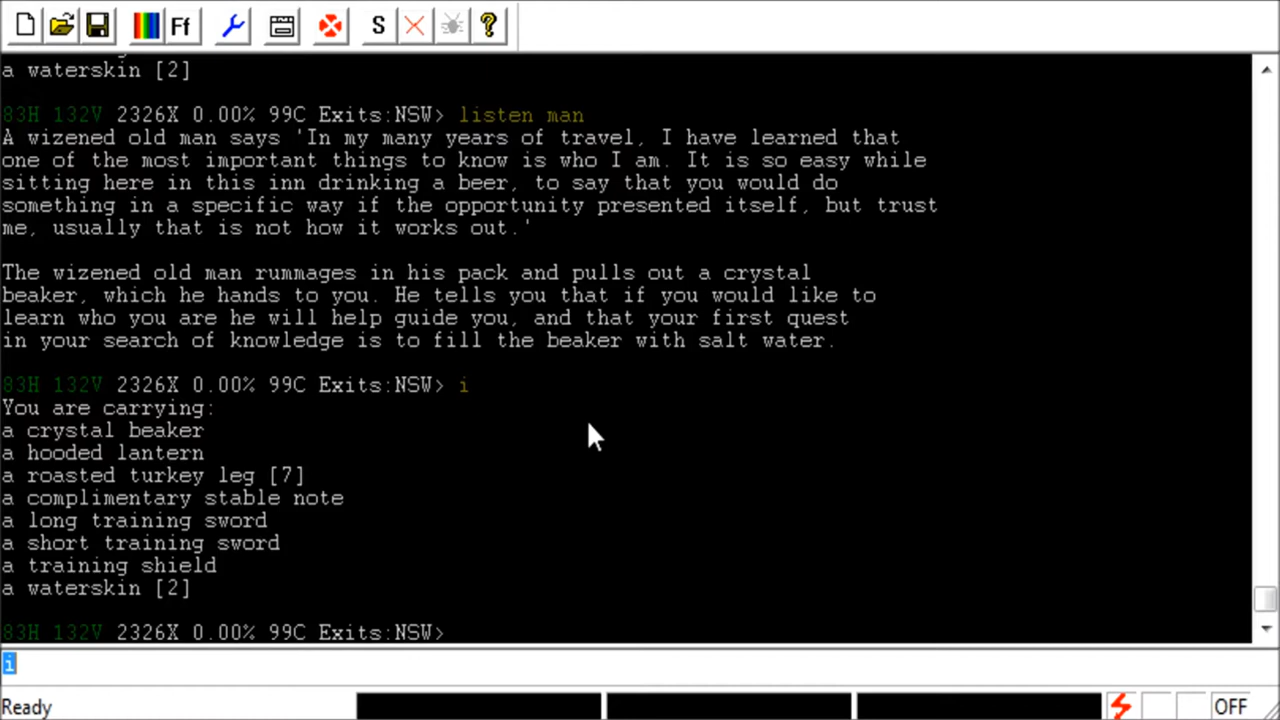 Ff S ?
a waterskin [2]
83H 132V 2326X 0.00% 99C Exits:NSW> listen man
A wizened old man says 'In my many years of travel, I have learned that
one of the most important things to know is who I am. It is so easy while
sitting here in this inn drinking a beer, to say that you would do
something in a specific way if the opportunity presented itself, but trust
me, usually that is not how it works out.'
The wizened old man rummages in his pack and pulls out a crystal
beaker, which he hands to you. He tells you that if you would like to
learn who you are he will help guide you, and that your first quest
in your search of knowledge is to fill the beaker with salt water.
83H 132V 2326X 0.00% 99C Exits:NSW> i
You are carrying:
a crystal beaker
a hooded lantern
a roasted turkey leg [7]
a complimentary stable note
a long training sword
a short training sword
a training shield
a waterskin [2]
83H 132V 2326X 0.00% 99C Exits:NSW>
i
Ready OFF